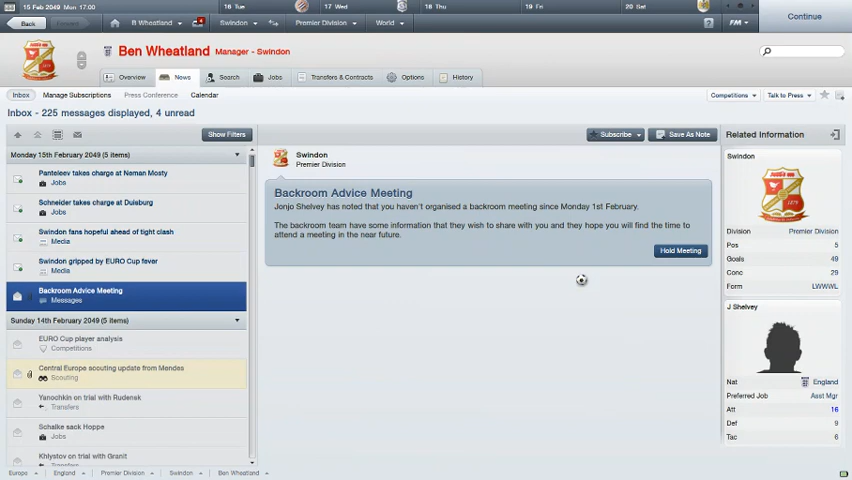 15 Feb 2049 Mon 17:00
16 Tue
17 Wed
18 Thu
19 Fri
20 Sat
Back
Forward
B Wheatland
4
Swindon
Premier Division
World
?
FM
Continue
Ben Wheatland Manager - Swindon
Overview
News
Search
Jobs
Transfers & Contracts
Options
History
Inbox
Manage Subscriptions
Press Conference
Calendar
Competitions
Talk to Press
Inbox - 225 messages displayed, 4 unread
Show Filters
Subscribe
Save As Note
Related Information
Monday 15th February 2049 (5 items)
Panteleev takes charge at Neman Mosty
Jobs
Schneider takes charge at Duisburg
Jobs
Swindon fans hopeful ahead of tight clash
Media
Swindon gripped by EURO Cup fever
Media
Backroom Advice Meeting
Messages
Sunday 14th February 2049 (5 items)
EURO Cup player analysis
Competitions
Central Europe scouting update from Mendes
Scouting
Yanochkin on trial with Rudensk
Transfers
Schalke sack Hoppe
Jobs
Khlystov on trial with Granit
Transfers
Swindon
Premier Division
Backroom Advice Meeting
Jonjo Shelvey has noted that you haven't organised a backroom meeting since Monday 1st February.
The backroom team have some information that they wish to share with you and they hope you will find the time to
attend a meeting in the near future.
Hold Meeting
Swindon
Division Premier Division
Pos 5
Goals 49
Conc 29
Form LWWWL
J Shelvey
Nat England
Preferred Job Asst Mgr
Att 16
Def 9
Tac 6
Europe
England
Premier Division
Swindon
Ben Wheatland